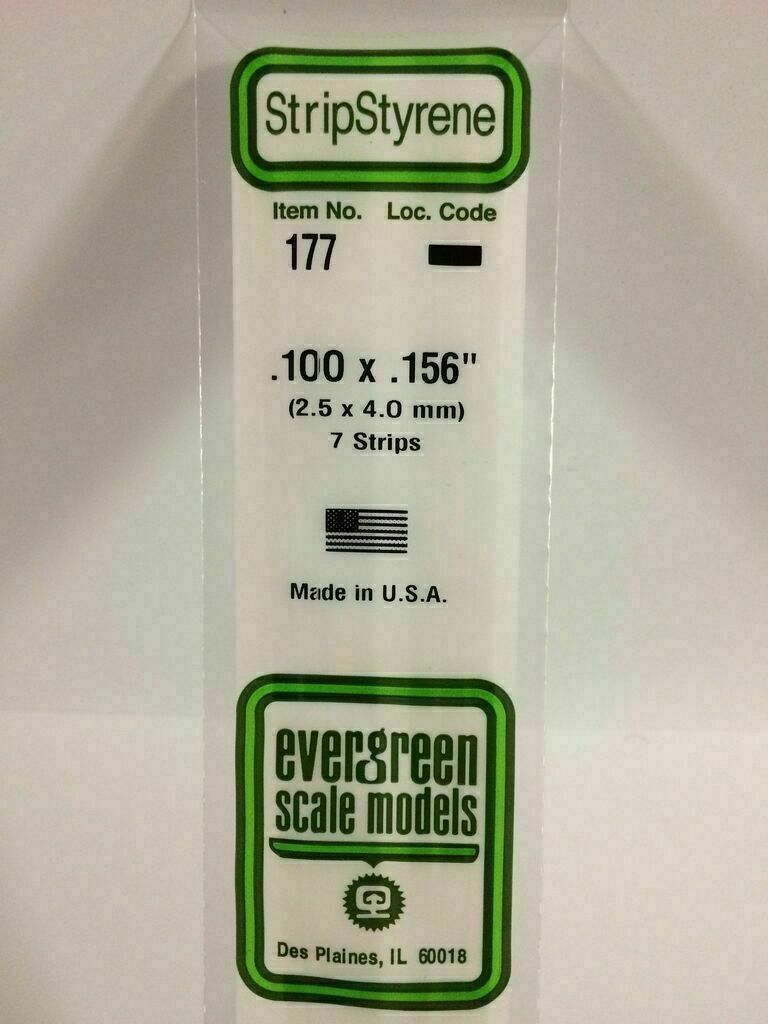 StripStyrene
Item No. Loc. Code
177
.100 x .156"
(2.5 x 4.0 mm)
7 Strips
Made in U.S.A.
evergreen
scale models
Des Plaines, IL 60018